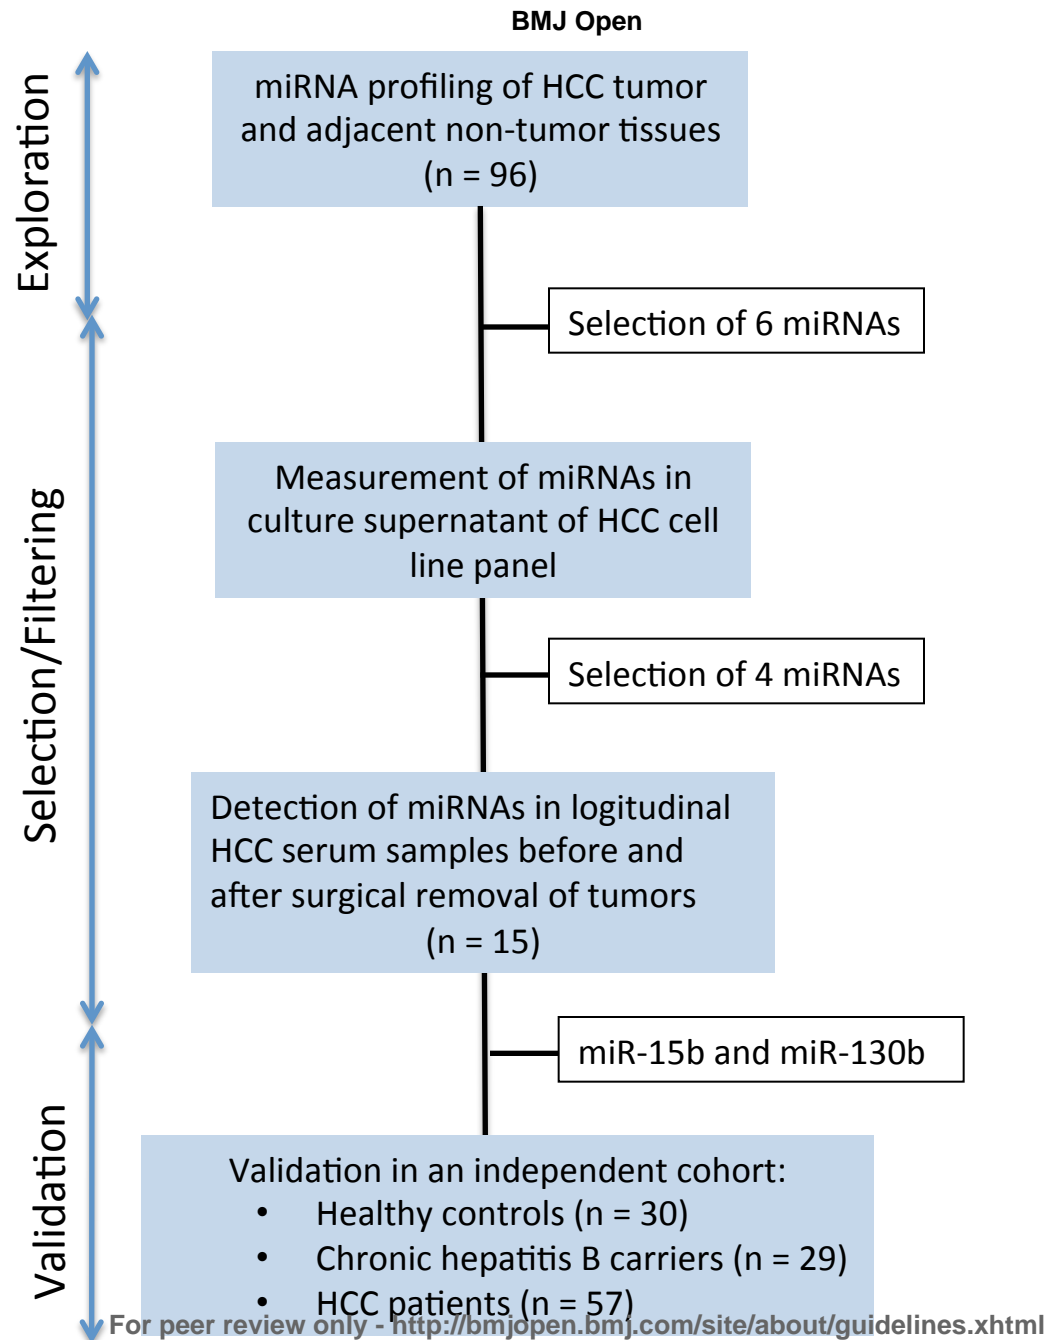 BMJ Open
Exploration
miRNA profiling of HCC tumor
and adjacent non-tumor tissues
(n = 96)
Selection of 6 miRNAs
Selection/Filtering
Measurement of miRNAs in
culture supernatant of HCC cell
line panel
Selection of 4 miRNAs
Detection of miRNAs in logitudinal
HCC serum samples before and
after surgical removal of tumors
(n = 15)
miR-15b and miR-130b
Validation
Validation in an independent cohort:
• Healthy controls (n = 30)
• Chronic hepatitis B carriers (n = 29)
• HCC patients (n = 57)
For peer review only - http://bmjopen.bmj.com/site/about/guidelines.xhtml